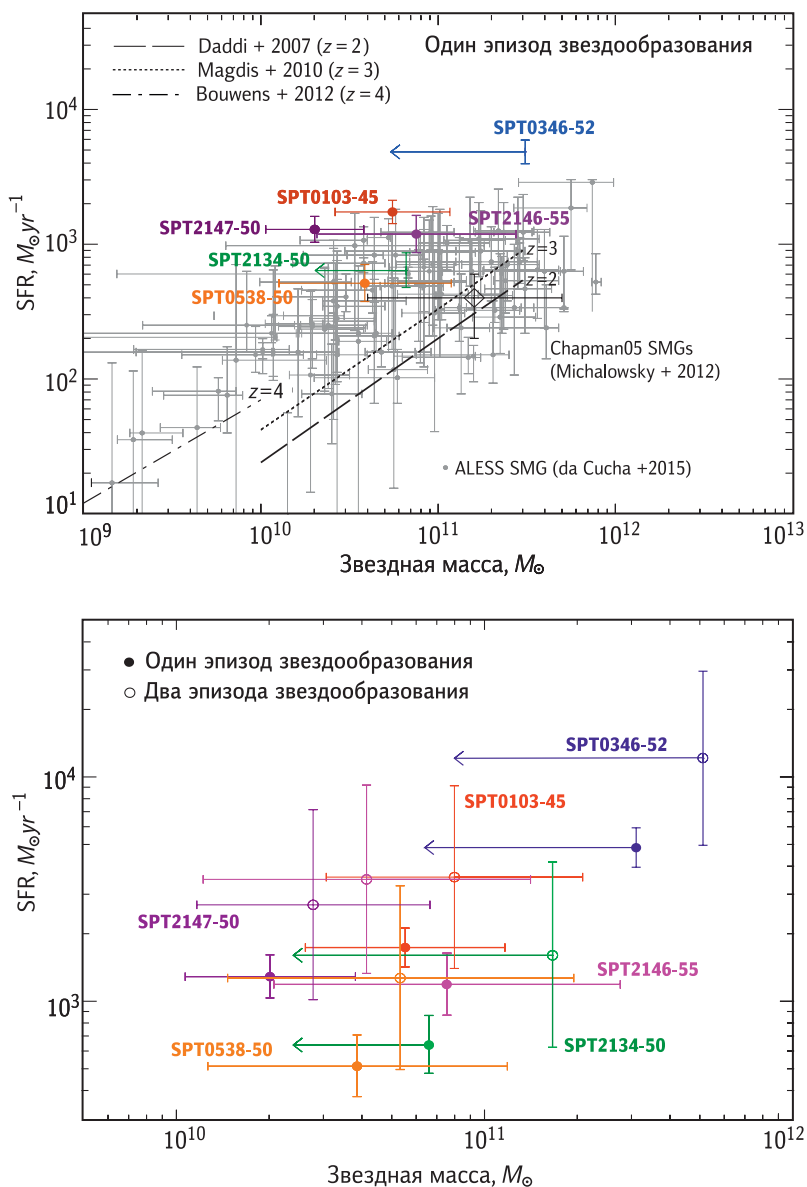 Daddi + 2007 (z = 2)
Magdis + 2010 (z = 3)
Bouwens + 2012 (z = 4)
Один эпизод звездообразования
10⁴
SPT0346-52
SPT0103-45
SPT2147-50
SPT2146-55
10³
z=3
SPT2134-50
z=2
SPT0538-50
SFR, M⊙yr⁻¹
Chapman05 SMGs
(Michalowsky + 2012)
10²
z=4
ALESS SMG (da Cucha +2015)
10¹
10⁹ 10¹⁰ 10¹¹ 10¹² 10¹³
Звездная масса, M⊙
Один эпизод звездообразования
Два эпизода звездообразования
SPT0346-52
10⁴
SPT0103-45
SFR, M⊙yr⁻¹
SPT2147-50
SPT2146-55
10³
SPT0538-50
SPT2134-50
10¹⁰ 10¹¹ 10¹²
Звездная масса, M⊙